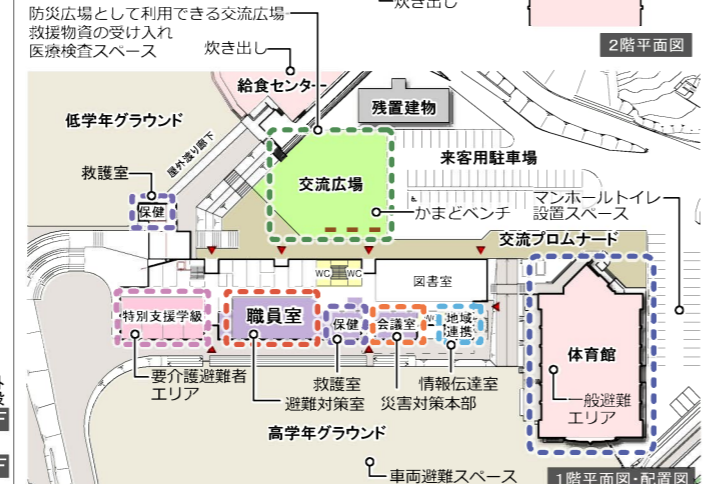 防災広場として利用できる交流広場
救援物資の受け入れ
医療検査スペース
炊き出し
炊き出し
2階平面図
給食センター
残置建物
低学年グラウンド
屋外渡り廊下
来客用駐車場
救護室
交流広場
保健
かまどベンチ
マンホールトイレ
設置スペース
交流プロムナード
WC
WC
図書室
特別支援学級
職員室
保健
会議室
地域
連携
体育館
要介護避難者
エリア
救護室
避難対策室
情報伝達室
災害対策本部
一般避難
エリア
高学年グラウンド
車両避難スペース
1階平面図・配置図